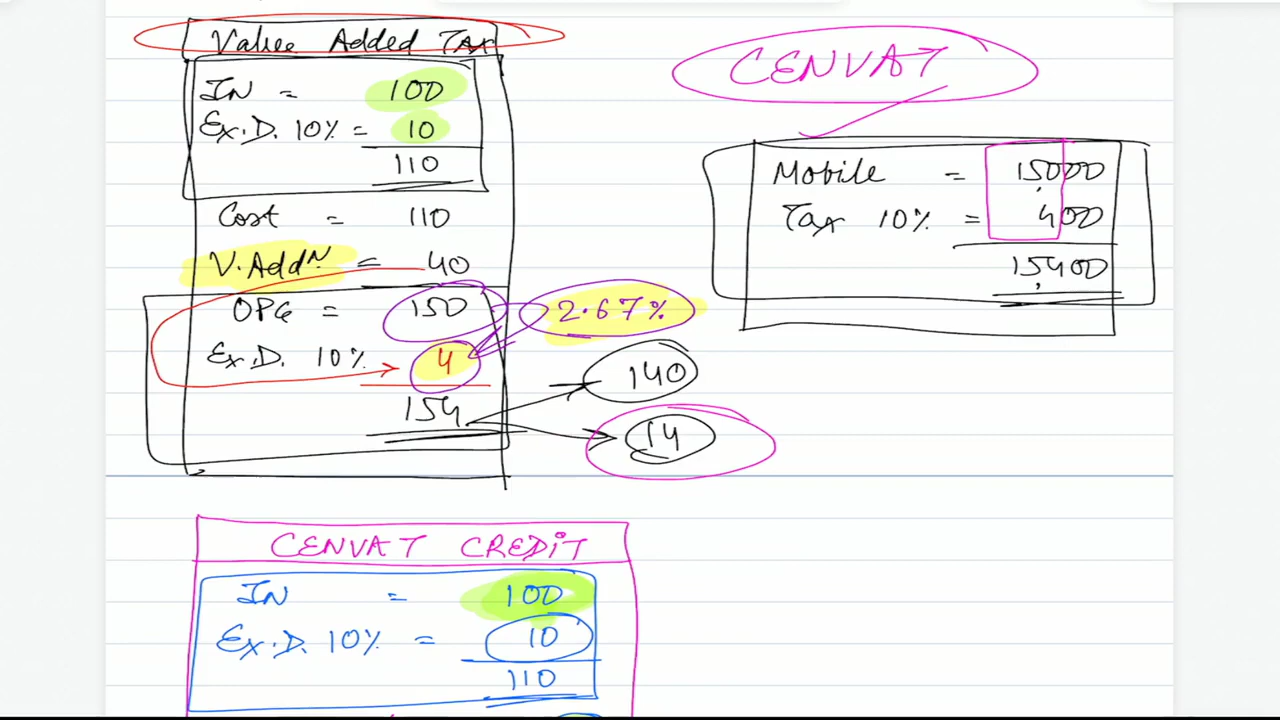 Value Added Tax
IN = 100
Ex.D. 10% = 10
110
Cost = 110
V.Addⁿ = 40
OPG = 150
2.67%
Ex.D. 10% 4
154
140
14
CENVAT
Mobile = 15000
Tax 10% = 400
15400
CENVAT CREDIT
IN = 100
Ex.D. 10% = 10
110